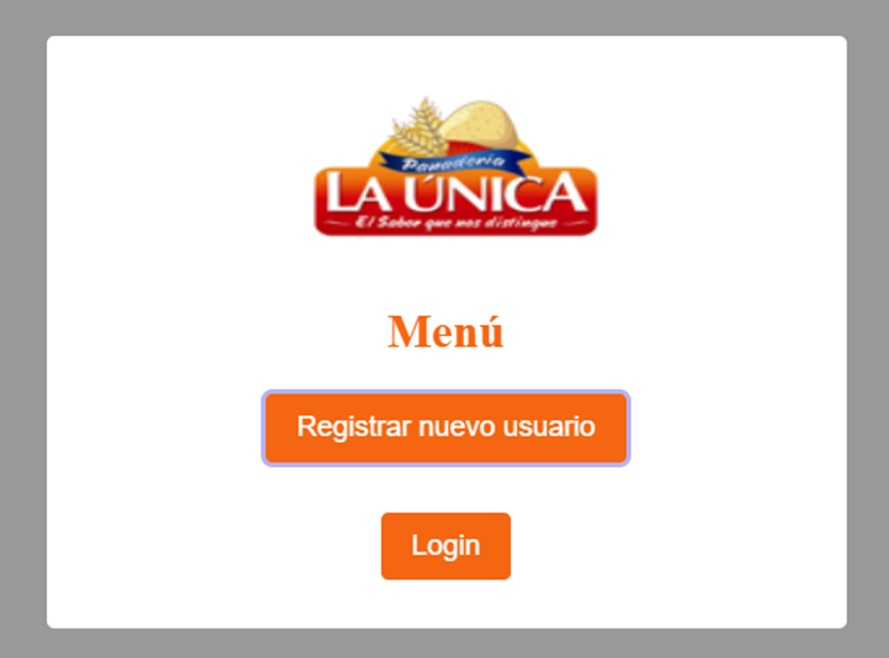 Panadería
LA ÚNICA
El Sabor que nos distingue
Menú
Registrar nuevo usuario
Login